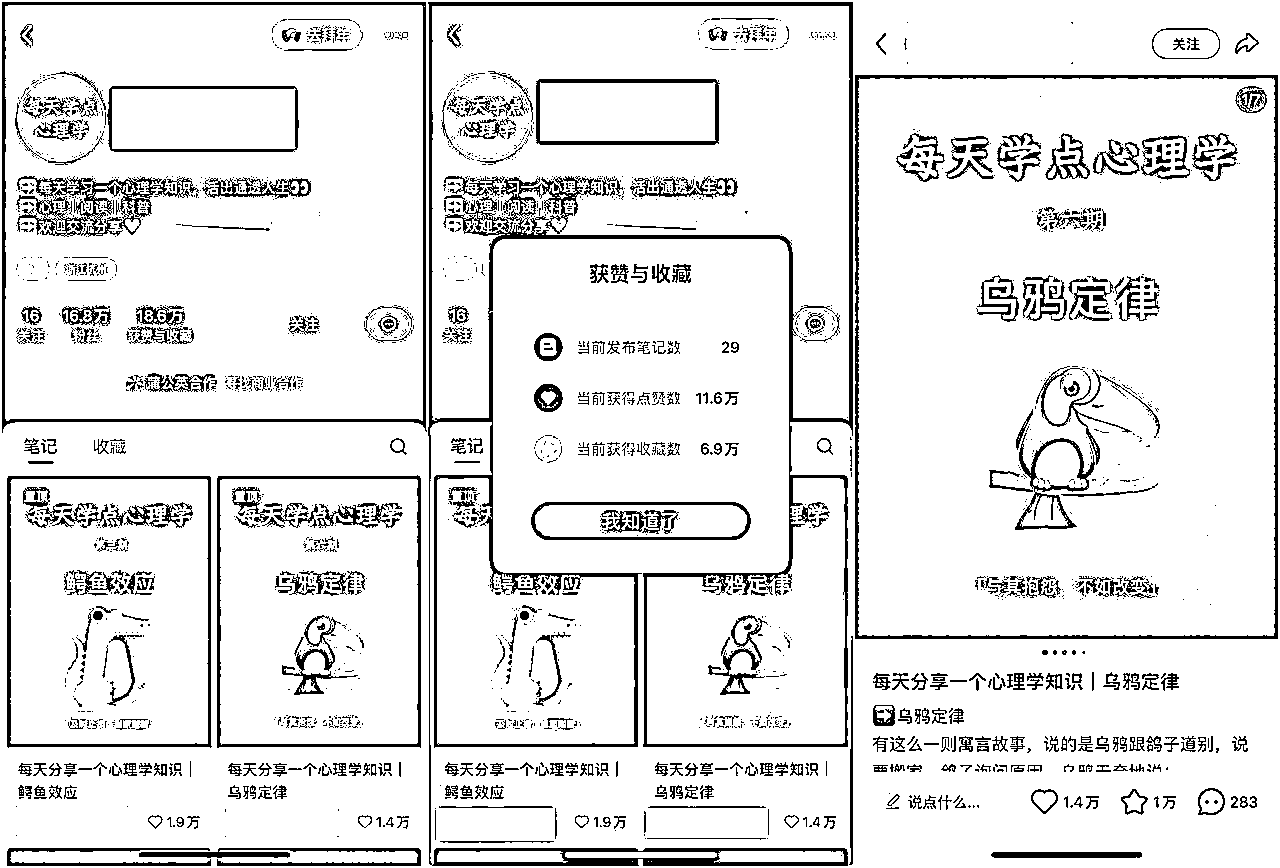 去拜年
每天学点
心理学
每天学习一个心理学知识，活出通透人生
心理||阅读||科普
欢迎交流分享
浙江杭州
16 16.8万 18.6万
关注 粉丝 获赞与收藏
关注
蒲公英合作 寻找商业合作
笔记 收藏
置顶
每天学点心理学
第三期
鳄鱼效应
每天分享一个心理学知识｜
鳄鱼效应
1.9万
置顶
每天学点心理学
第六期
乌鸦定律
每天分享一个心理学知识｜
乌鸦定律
1.4万
去拜年
每天学点
心理学
每天学习一个心理学知识，活出通透人生
心理||阅读||科普
欢迎交流分享
16
关注
获赞与收藏
当前发布笔记数 29
当前获得点赞数 11.6万
当前获得收藏数 6.9万
我知道了
笔记
置顶
鳄鱼效应
每天分享一个心理学知识｜
鳄鱼效应
1.9万
乌鸦定律
每天分享一个心理学知识｜
乌鸦定律
1.4万
关注
1/7
每天学点心理学
第六期
乌鸦定律
「与其抱怨，不如改变」
每天分享一个心理学知识｜乌鸦定律
乌鸦定律
有这么一则寓言故事，说的是乌鸦跟鸽子道别，说
说点什么...
1.4万
1万
283